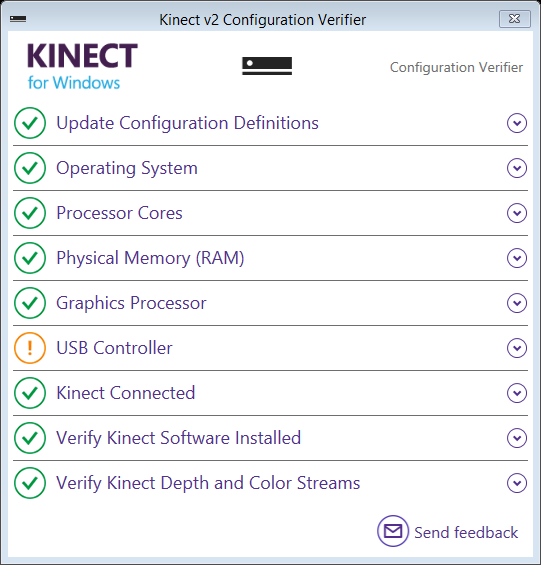 Kinect v2 Configuration Verifier
KINECT
for Windows
Configuration Verifier
Update Configuration Definitions
Operating System
Processor Cores
Physical Memory (RAM)
Graphics Processor
USB Controller
Kinect Connected
Verify Kinect Software Installed
Verify Kinect Depth and Color Streams
Send feedback